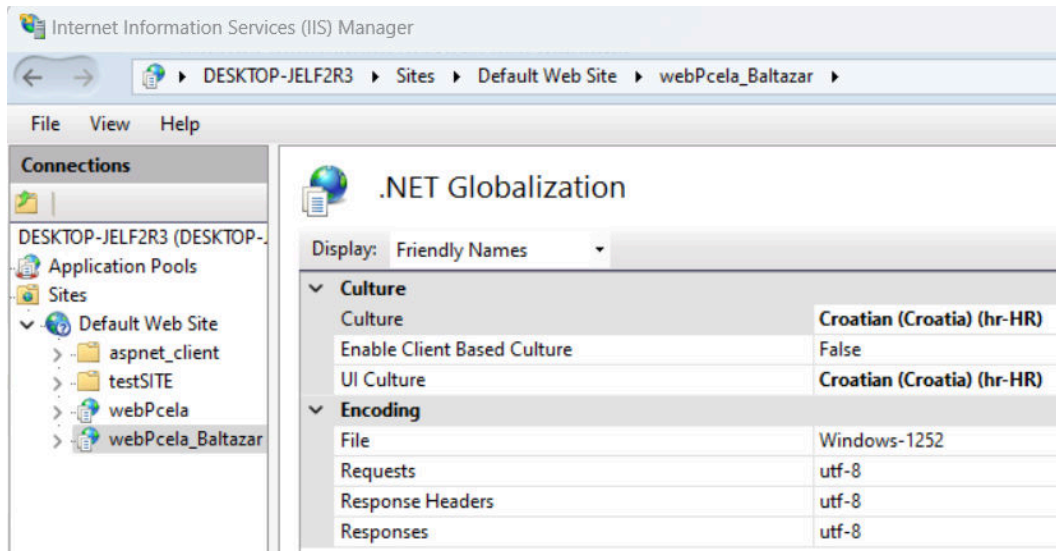 Internet Information Services (IIS) Manager
DESKTOP-JELF2R3 Sites Default Web Site webPcela_Baltazar
File View Help
Connections
DESKTOP-JELF2R3 (DESKTOP-J
Application Pools
Sites
Default Web Site
aspnet_client
testSITE
webPcela
webPcela_Baltazar
.NET Globalization
Display: Friendly Names
Culture
Culture Croatian (Croatia) (hr-HR)
Enable Client Based Culture False
UI Culture Croatian (Croatia) (hr-HR)
Encoding
File Windows-1252
Requests utf-8
Response Headers utf-8
Responses utf-8